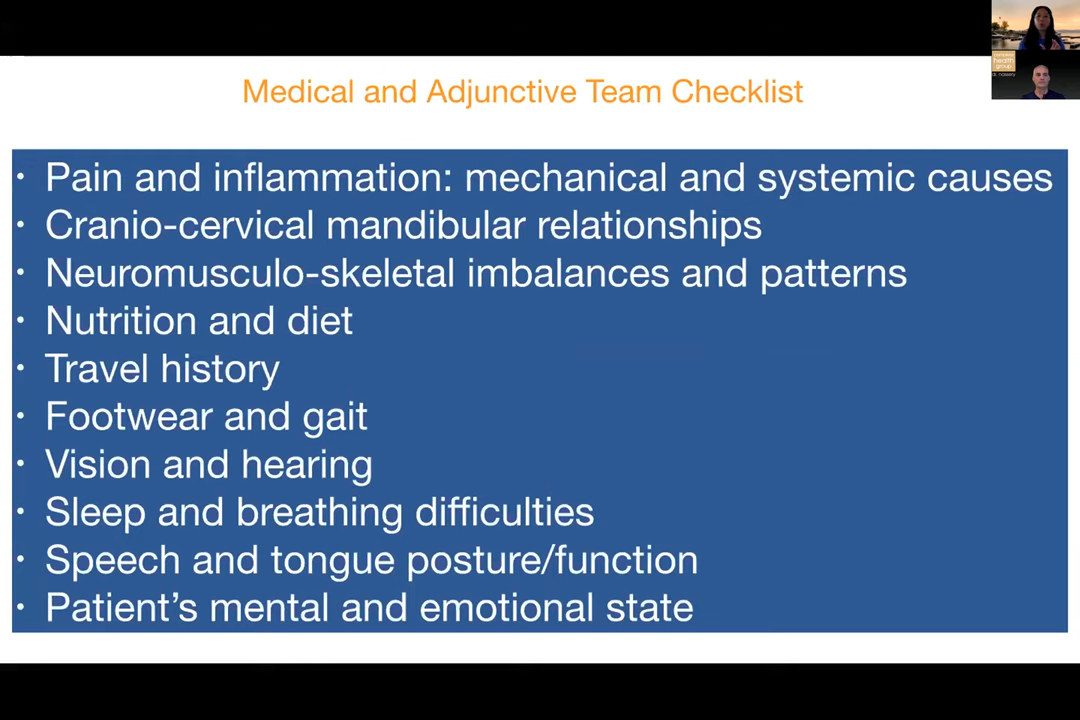 Medical and Adjunctive Team Checklist
health
group
• Pain and inflammation: mechanical and systemic causes
• Cranio-cervical mandibular relationships
• Neuromusculo-skeletal imbalances and patterns
• Nutrition and diet
• Travel history
• Footwear and gait
• Vision and hearing
• Sleep and breathing difficulties
• Speech and tongue posture/function
• Patient’s mental and emotional state